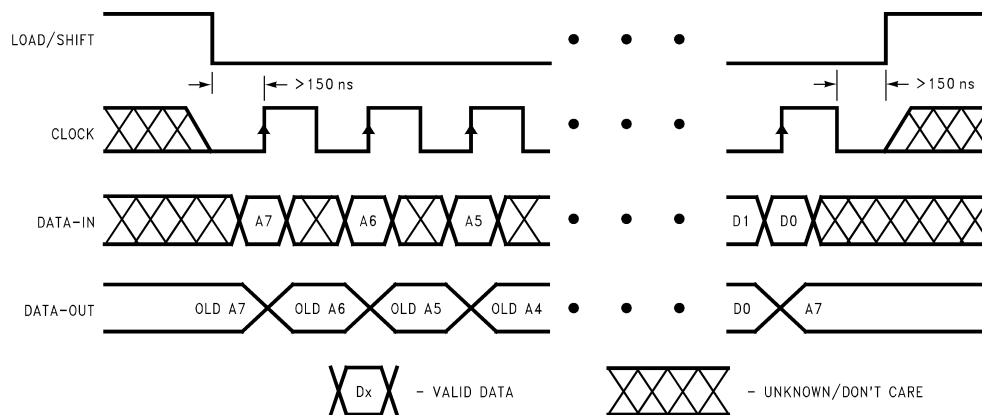 LOAD/SHIFT
>150 ns >150 ns
CLOCK
DATA-IN A7 A6 A5 D1 D0
DATA-OUT OLD A7 OLD A6 OLD A5 OLD A4 D0 A7
Dx - VALID DATA - UNKNOWN/DON'T CARE